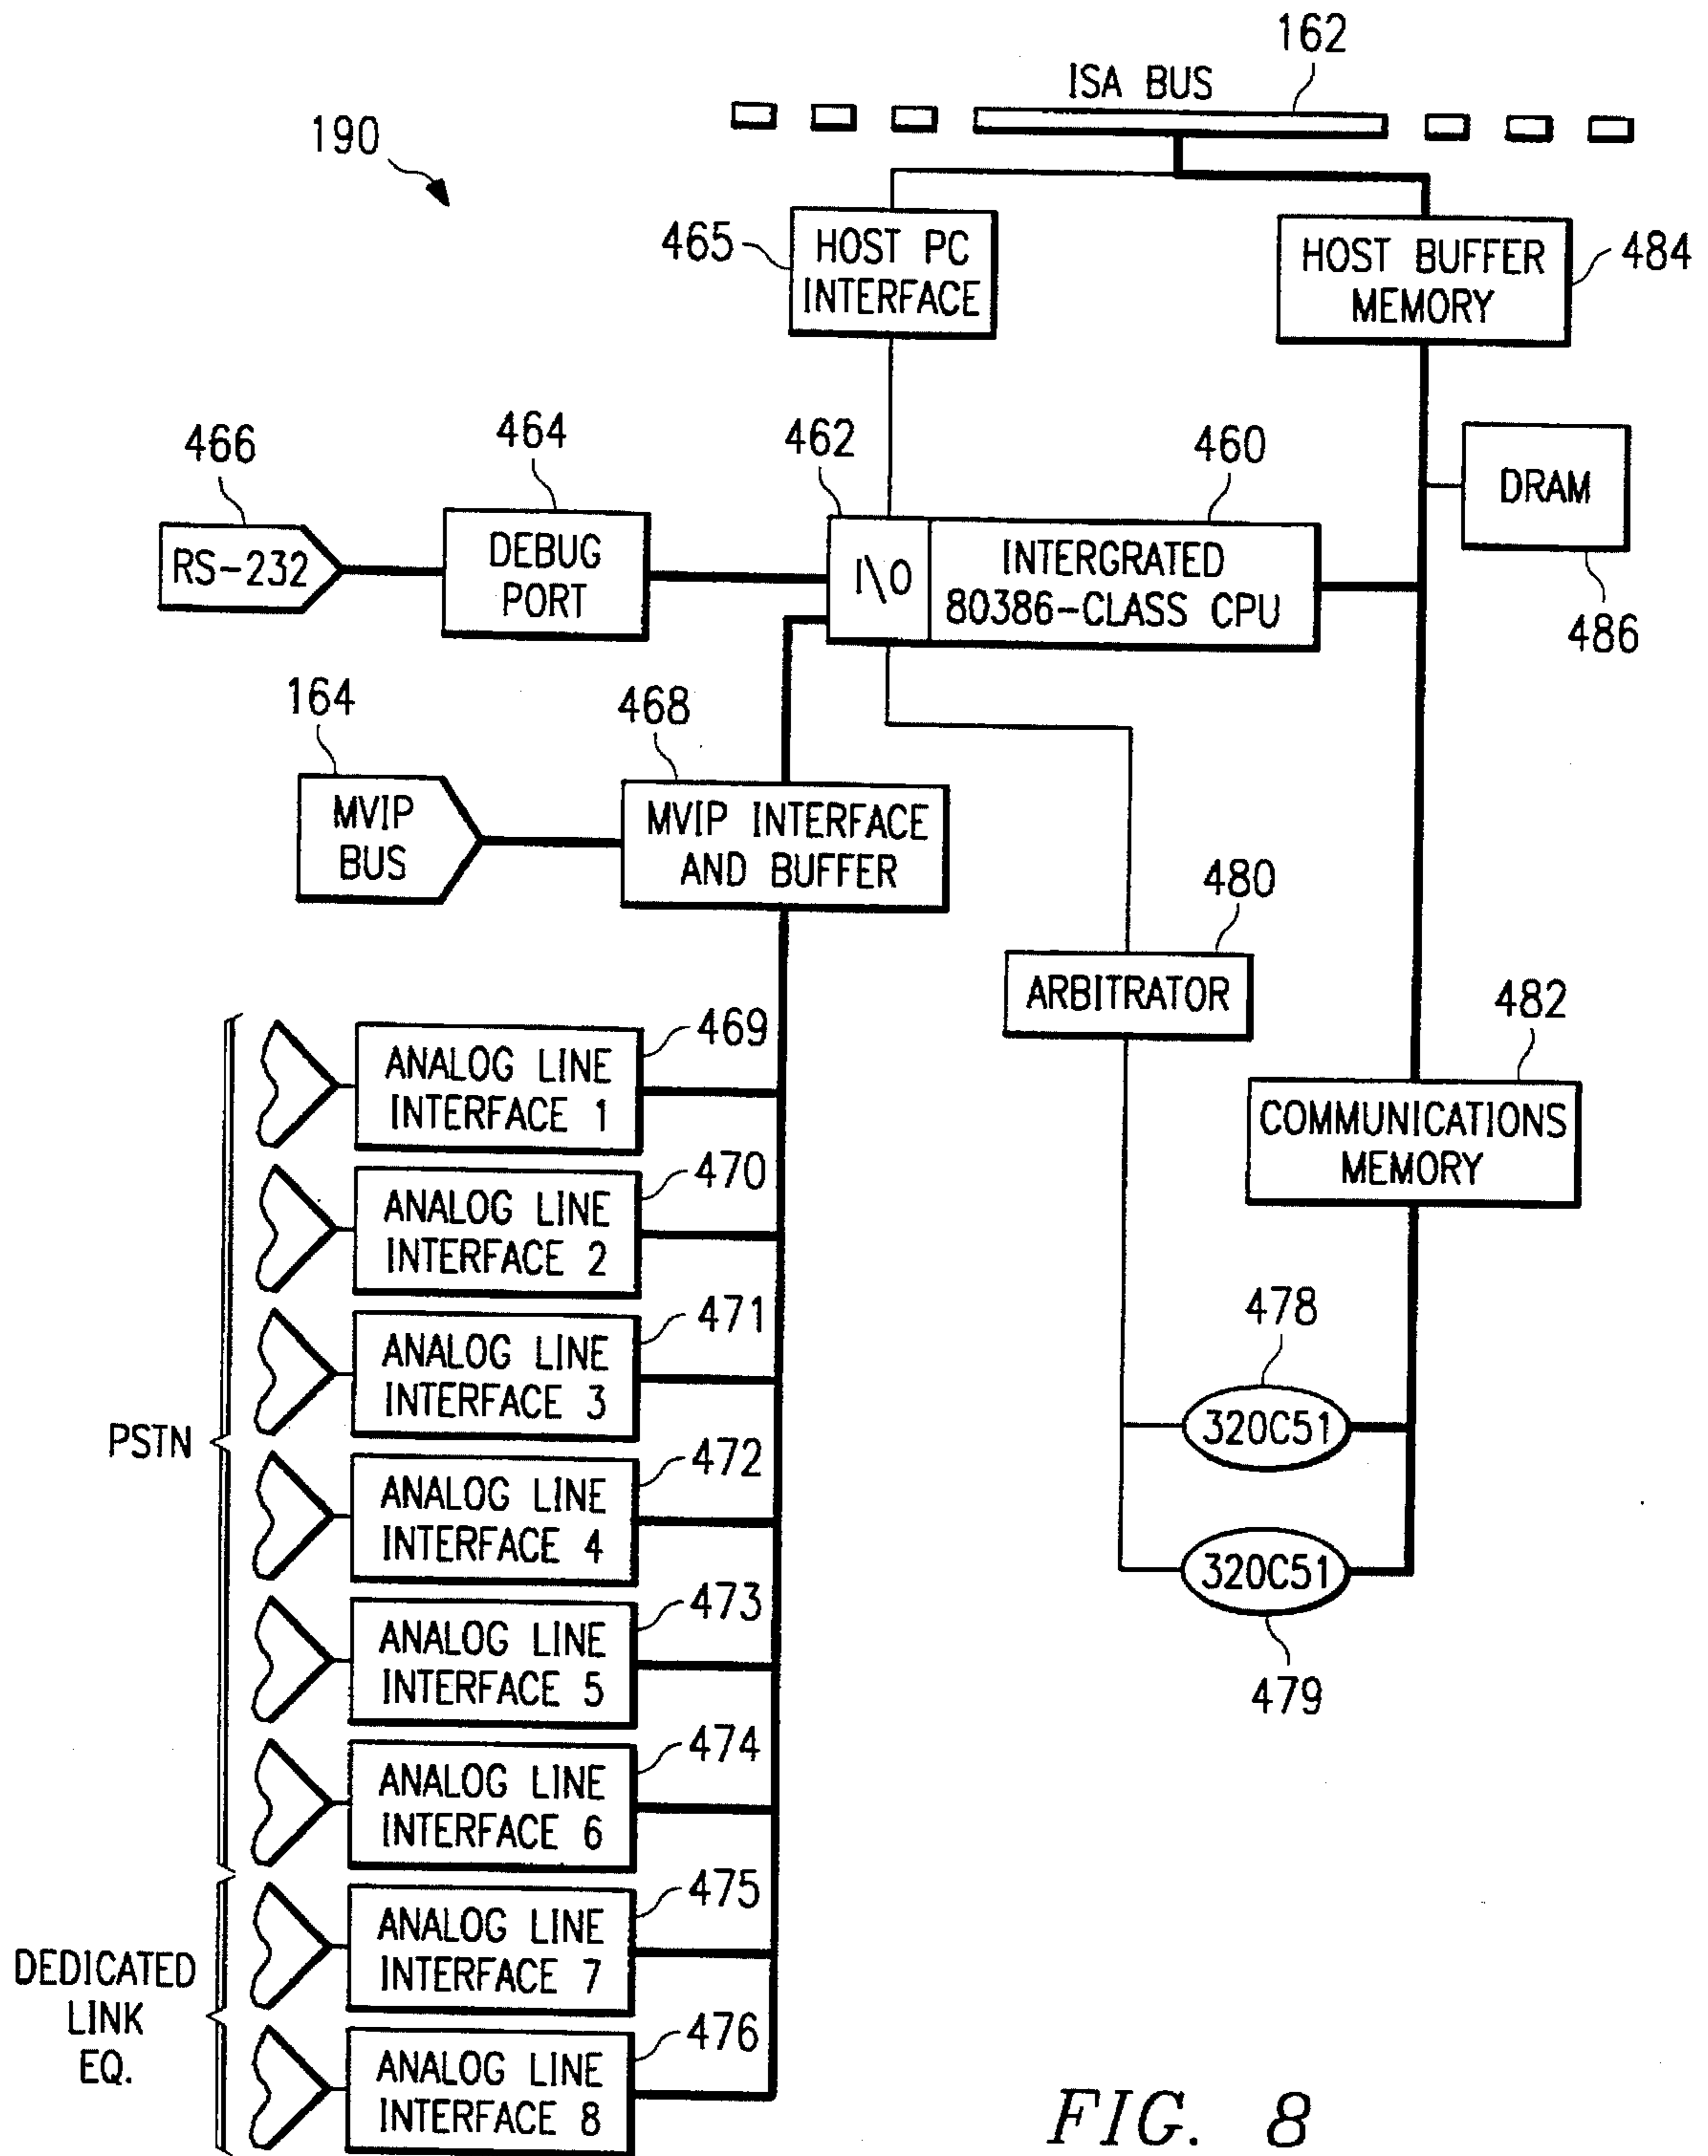 162
ISA BUS
190
465
HOST PC
INTERFACE
HOST BUFFER
MEMORY
484
466
464
462
460
DRAM
486
RS-232
DEBUG
PORT
I\O
INTERGRATED
80386-CLASS CPU
164
468
MVIP
BUS
MVIP INTERFACE
AND BUFFER
480
ARBITRATOR
482
COMMUNICATIONS
MEMORY
469
ANALOG LINE
INTERFACE 1
470
ANALOG LINE
INTERFACE 2
471
ANALOG LINE
INTERFACE 3
478
320C51
PSTN
472
ANALOG LINE
INTERFACE 4
320C51
479
473
ANALOG LINE
INTERFACE 5
474
ANALOG LINE
INTERFACE 6
475
ANALOG LINE
INTERFACE 7
DEDICATED
LINK
EQ.
476
ANALOG LINE
INTERFACE 8
FIG. 8